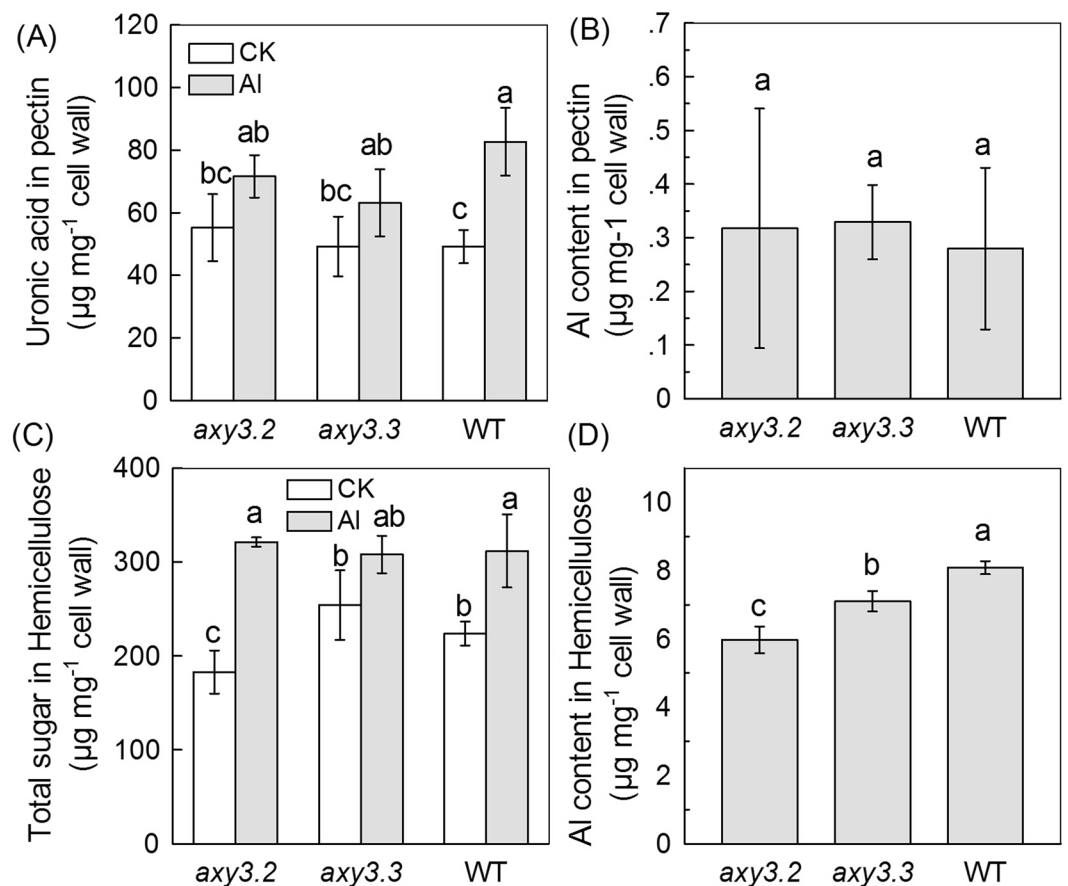 (A)
Uronic acid in pectin
(µg mg⁻¹ cell wall)
120
100
80
60
40
20
0
CK
Al
bc
ab
bc
ab
c
a
axy3.2
axy3.3
WT
(B)
Al content in pectin
(µg mg-1 cell wall)
.7
.6
.5
.4
.3
.2
.1
0
a
a
a
axy3.2
axy3.3
WT
(C)
Total sugar in Hemicellulose
(µg mg⁻¹ cell wall)
400
300
200
100
0
CK
Al
c
a
b
ab
b
a
axy3.2
axy3.3
WT
(D)
Al content in Hemicellulose
(µg mg⁻¹ cell wall)
10
8
6
4
2
0
c
b
a
axy3.2
axy3.3
WT